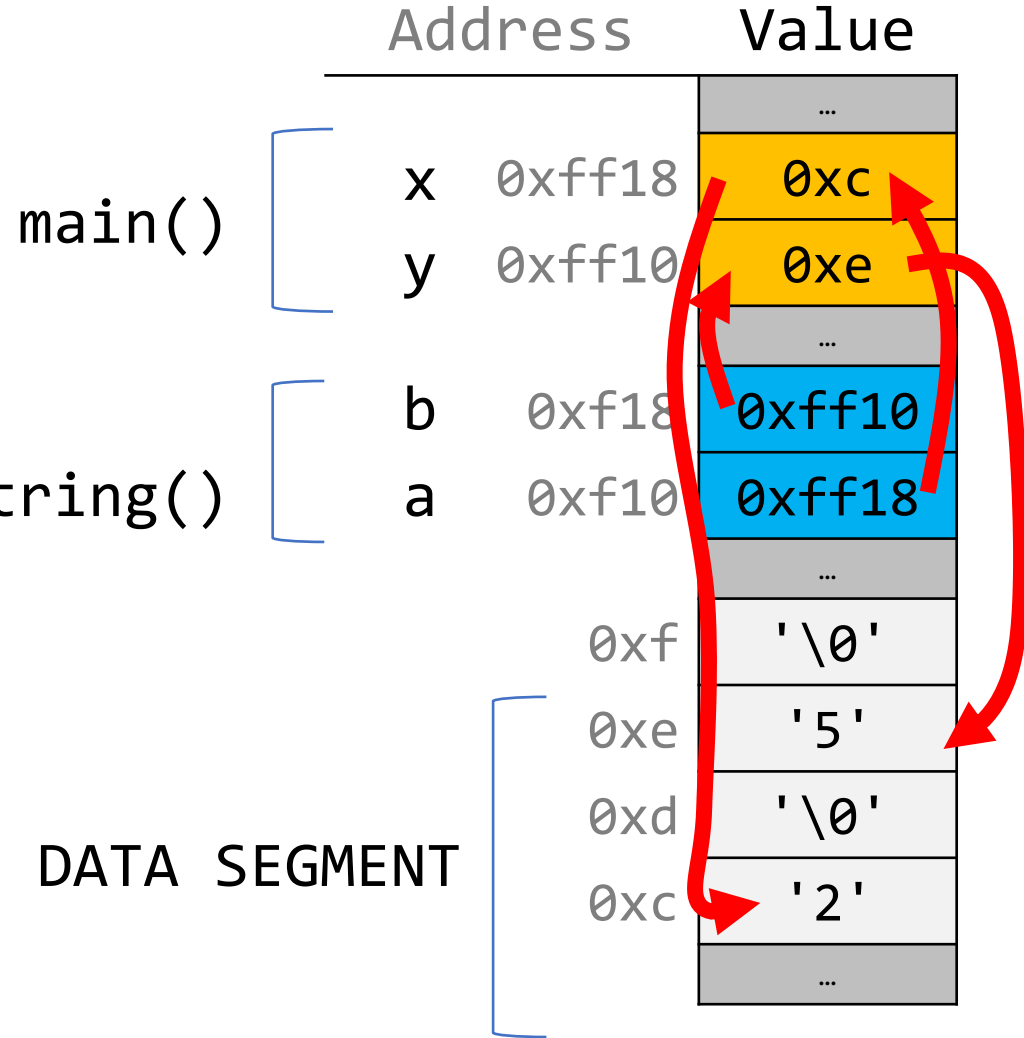 Address Value
…
x 0xff18 0xc
main()
y 0xff10 0xe
…
b 0xf18 0xff10
tring() a 0xf10 0xff18
…
0xf '\0'
0xe '5'
0xd '\0'
DATA SEGMENT
0xc '2'
…